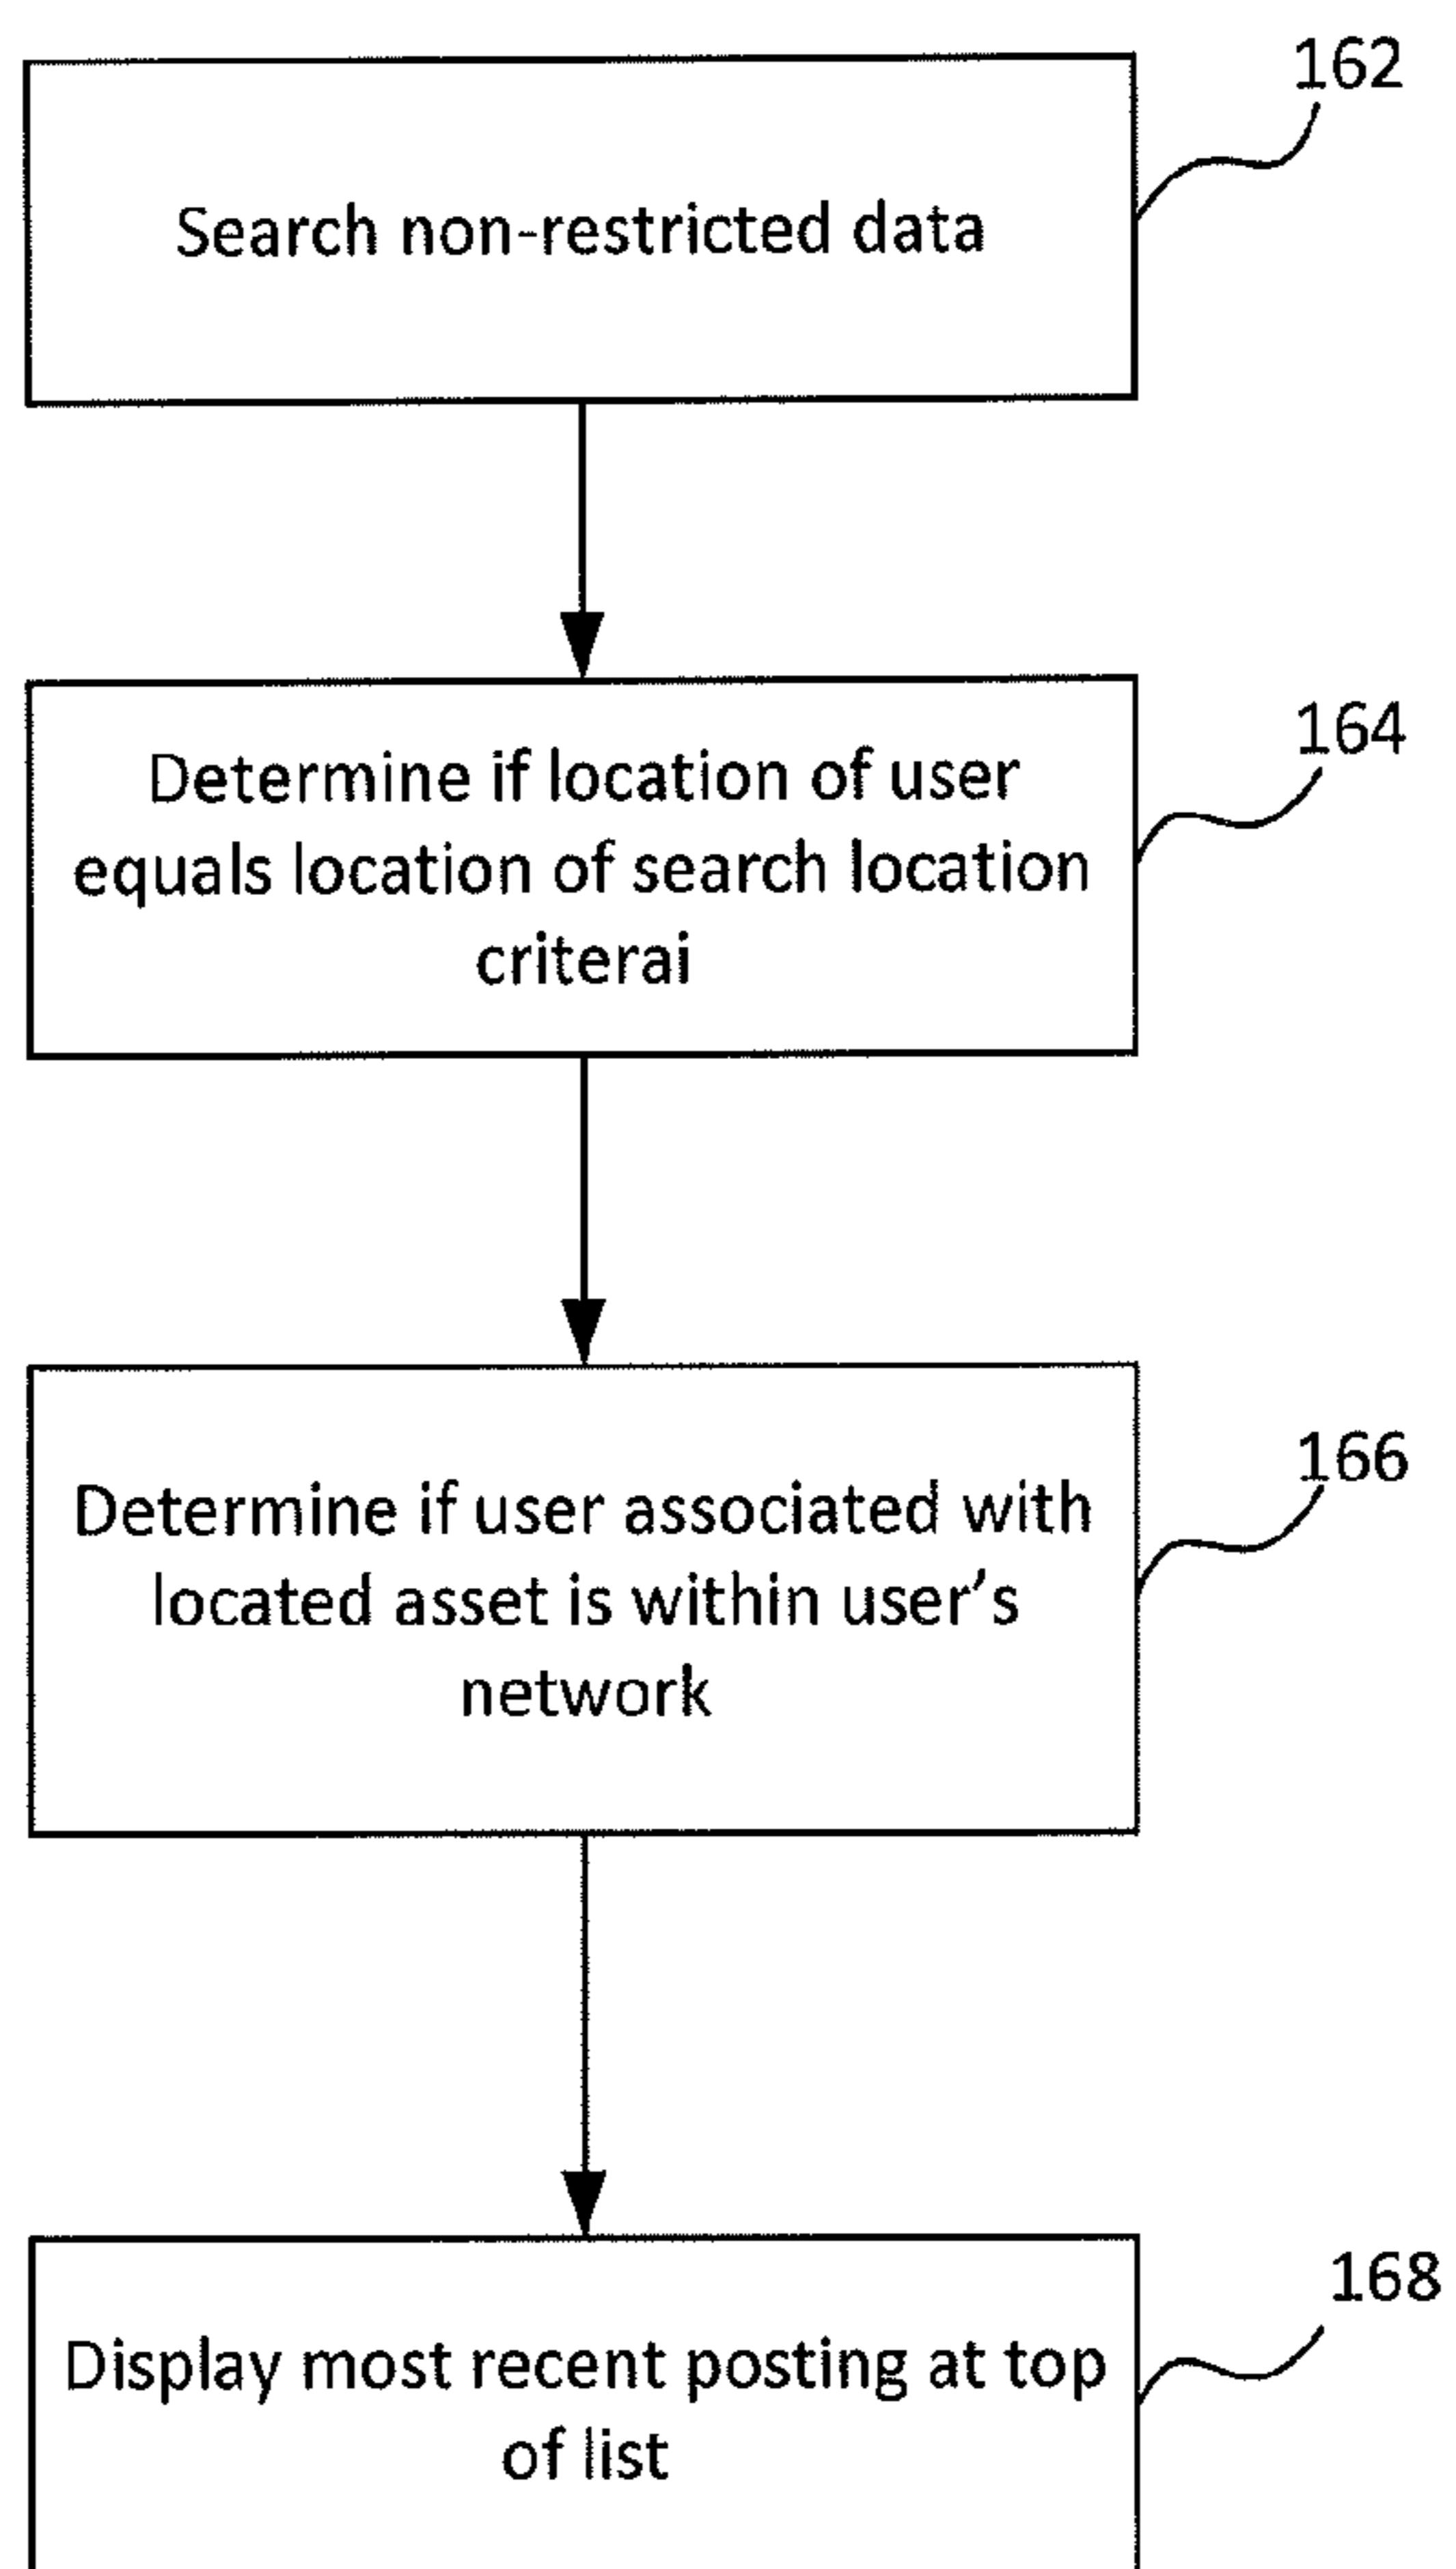 162
Search non-restricted data
164
Determine if location of user
equals location of search location
criterai
166
Determine if user associated with
located asset is within user's
network
168
Display most recent posting at top
of list